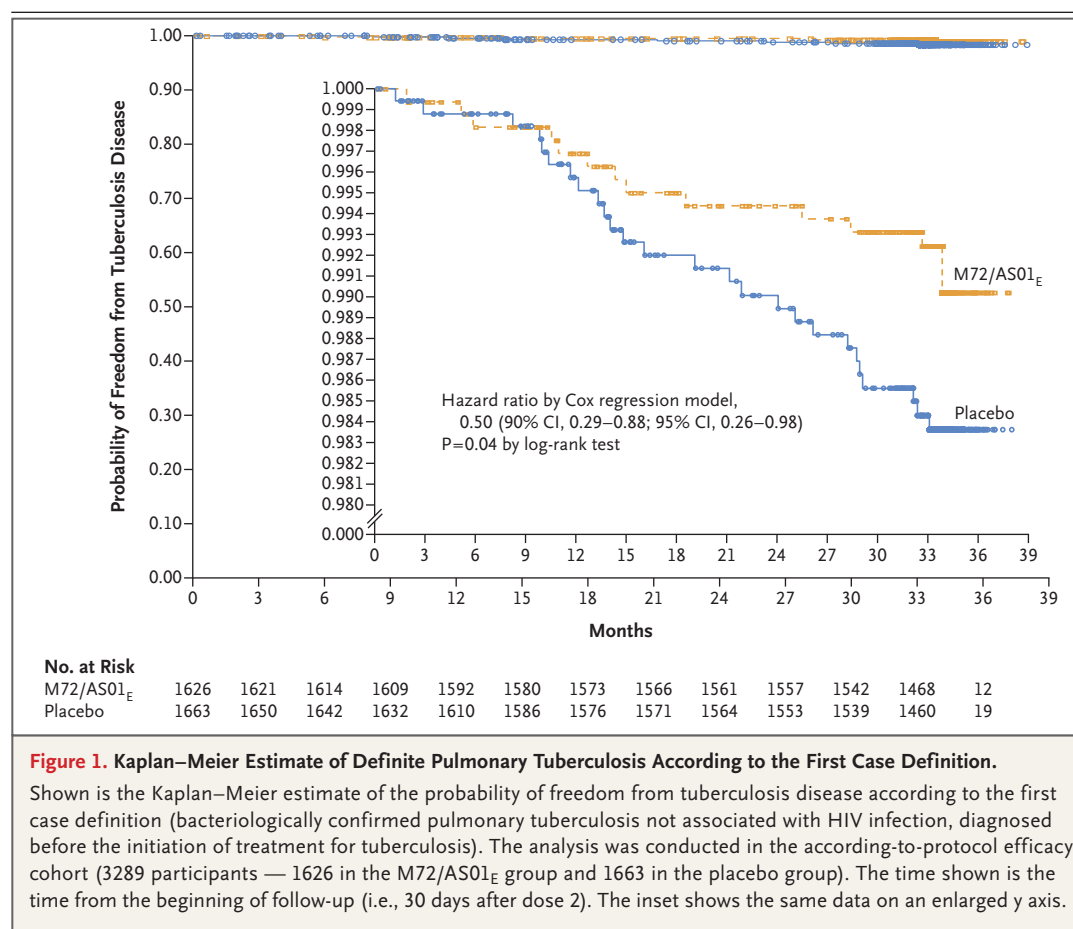 Probability of Freedom from Tuberculosis Disease
1.00
0.90
0.80
0.70
0.60
0.50
0.40
0.30
0.20
0.10
0.00
1.000
0.999
0.998
0.997
0.996
0.995
0.994
0.993
0.992
0.991
0.990
0.988
0.988
0.987
0.986
0.984
0.984
0.983
0.982
0.981
0.980
0.000
M72/AS01E
Placebo
Hazard ratio by Cox regression model,
0.50 (90% CI, 0.29–0.88; 95% CI, 0.26–0.98)
P=0.04 by log-rank test
0 3 6 9 12 15 18 21 24 27 30 33 36 39
0 3 6 9 12 15 18 21 24 27 30 33 36 39
Months
No. at Risk
M72/AS01E 1626 1621 1614 1609 1592 1580 1573 1566 1561 1557 1542 1468 12
Placebo 1663 1650 1642 1632 1610 1586 1576 1571 1564 1553 1539 1460 19
Figure 1. Kaplan–Meier Estimate of Definite Pulmonary Tuberculosis According to the First Case Definition.
Shown is the Kaplan–Meier estimate of the probability of freedom from tuberculosis disease according to the first
case definition (bacteriologically confirmed pulmonary tuberculosis not associated with HIV infection, diagnosed
before the initiation of treatment for tuberculosis). The analysis was conducted in the according-to-protocol efficacy
cohort (3289 participants — 1626 in the M72/AS01E group and 1663 in the placebo group). The time shown is the
time from the beginning of follow-up (i.e., 30 days after dose 2). The inset shows the same data on an enlarged y axis.